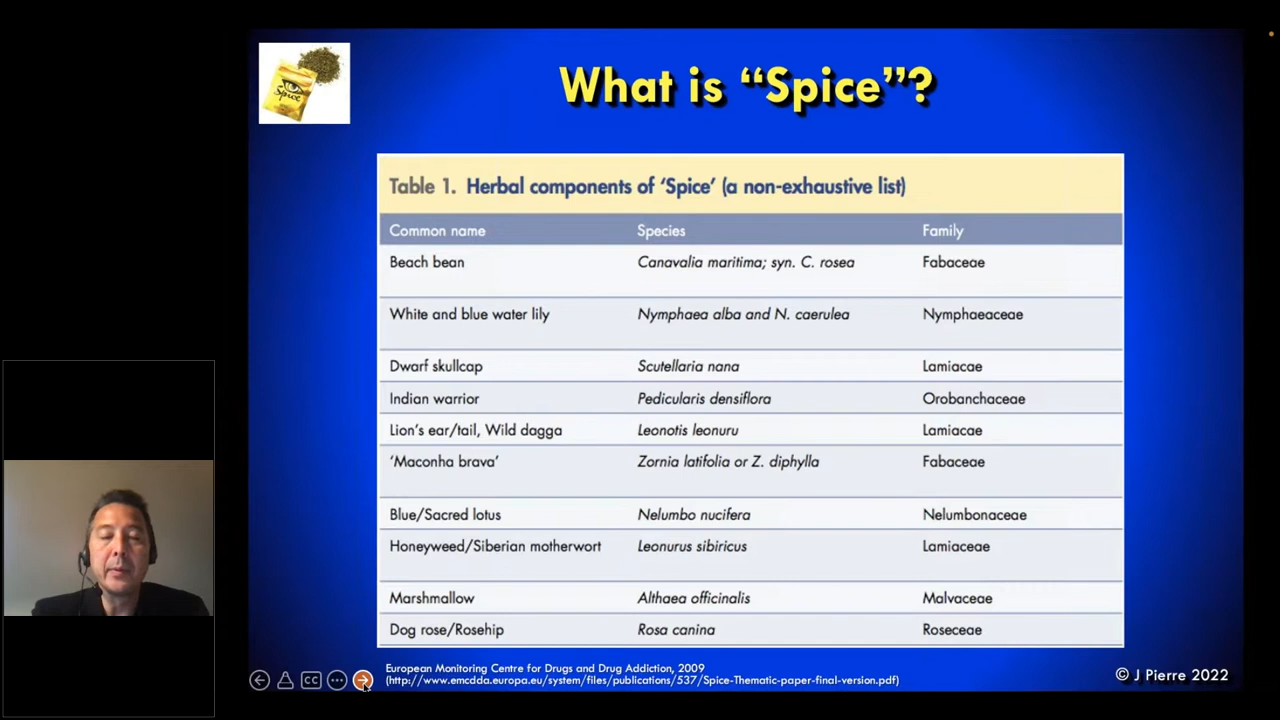 Spice
What is “Spice”?
Table 1. Herbal components of ‘Spice’ (a non-exhaustive list)
Common name Species Family
Beach bean Canavalia maritima; syn. C. rosea Fabaceae
White and blue water lily Nymphaea alba and N. caerulea Nymphaeaceae
Dwarf skullcap Scutellaria nana Lamiacae
Indian warrior Pedicularis densiflora Orobanchaceae
Lion’s ear/tail, Wild dagga Leonotis leonuru Lamiacae
‘Maconha brava’ Zornia latifolia or Z. diphylla Fabaceae
Blue/Sacred lotus Nelumbo nucifera Nelumbonaceae
Honeyweed/Siberian motherwort Leonurus sibiricus Lamiaceae
Marshmallow Althaea officinalis Malvaceae
Dog rose/Rosehip Rosa canina Roseceae
European Monitoring Centre for Drugs and Drug Addiction, 2009
(http://www.emcdda.europa.eu/system/files/publications/537/Spice-Thematic-paper-final-version.pdf)
© J Pierre 2022
CC